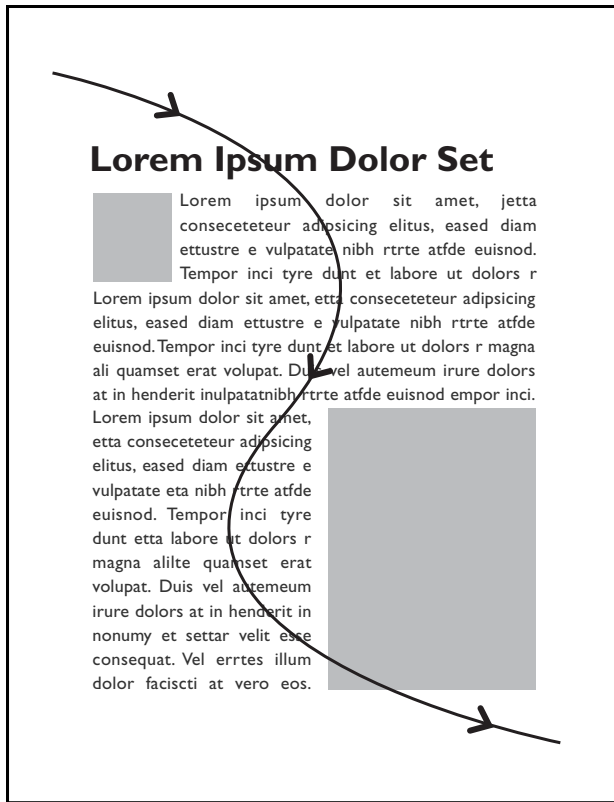 Lorem Ipsum Dolor Set
Lorem ipsum dolor sit amet, jetta
conseceteteur adipsicing elitus, eased diam
ettustre e vulpatate nibh rtrte atfde euisnod.
Tempor inci tyre dunt et labore ut dolors r
Lorem ipsum dolor sit amet, etta conseceteteur adipsicing
elitus, eased diam ettustre e vulpatate nibh rtrte atfde
euisnod. Tempor inci tyre dunt et labore ut dolors r magna
ali quamset erat volupat. Duis vel autemeum irure dolors
at in henderit inulpatatnibh rtrte atfde euisnod empor inci.
Lorem ipsum dolor sit amet,
etta conseceteteur adipsicing
elitus, eased diam ettustre e
vulpatate eta nibh rtrte atfde
euisnod. Tempor inci tyre
dunt etta labore ut dolors r
magna alilte quamset erat
volupat. Duis vel autemeum
irure dolors at in henderit in
nonumy et settar velit esse
consequat. Vel errtes illum
dolor faciscti at vero eos.